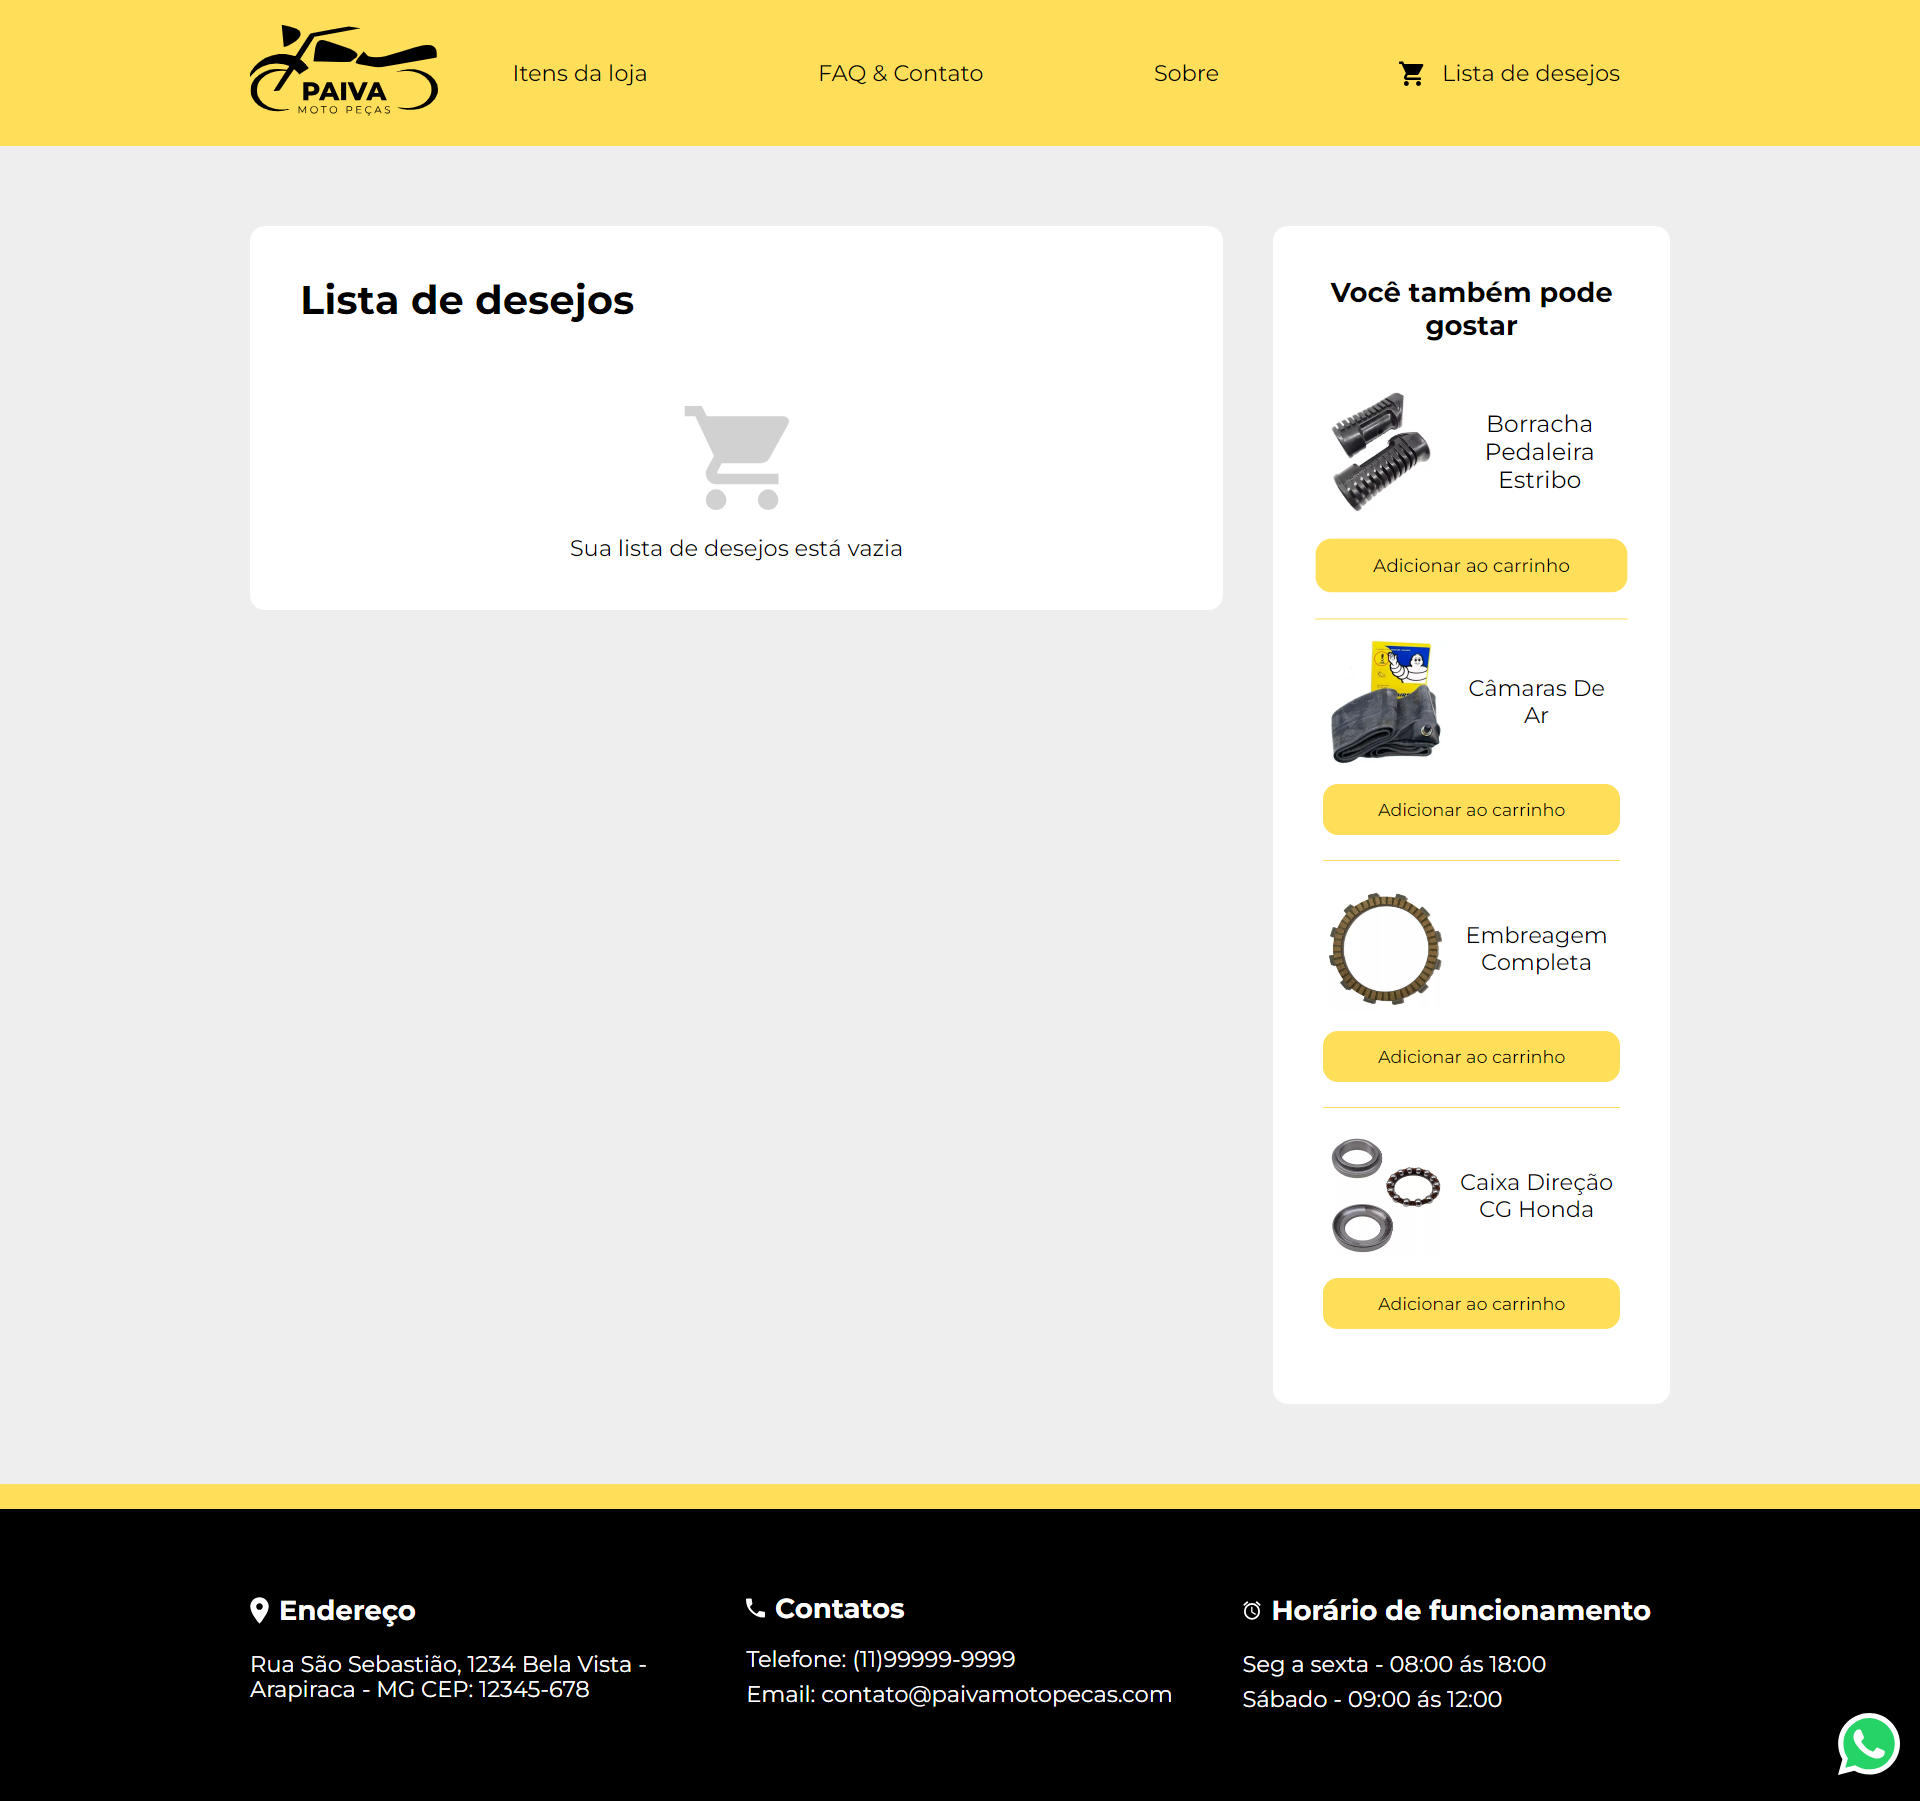 PAIVA
MOTO PEÇAS
Itens da loja
FAQ & Contato
Sobre
Lista de desejos
Lista de desejos
Sua lista de desejos está vazia
Você também pode
gostar
Borracha
Pedaleira
Estribo
Adicionar ao carrinho
Câmaras De
Ar
Adicionar ao carrinho
Embreagem
Completa
Adicionar ao carrinho
Caixa Direção
CG Honda
Adicionar ao carrinho
Endereço
Rua São Sebastião, 1234 Bela Vista -
Arapiraca - MG CEP: 12345-678
Contatos
Telefone: (11)99999-9999
Email: contato@paivamotopecas.com
Horário de funcionamento
Seg a sexta - 08:00 ás 18:00
Sábado - 09:00 ás 12:00